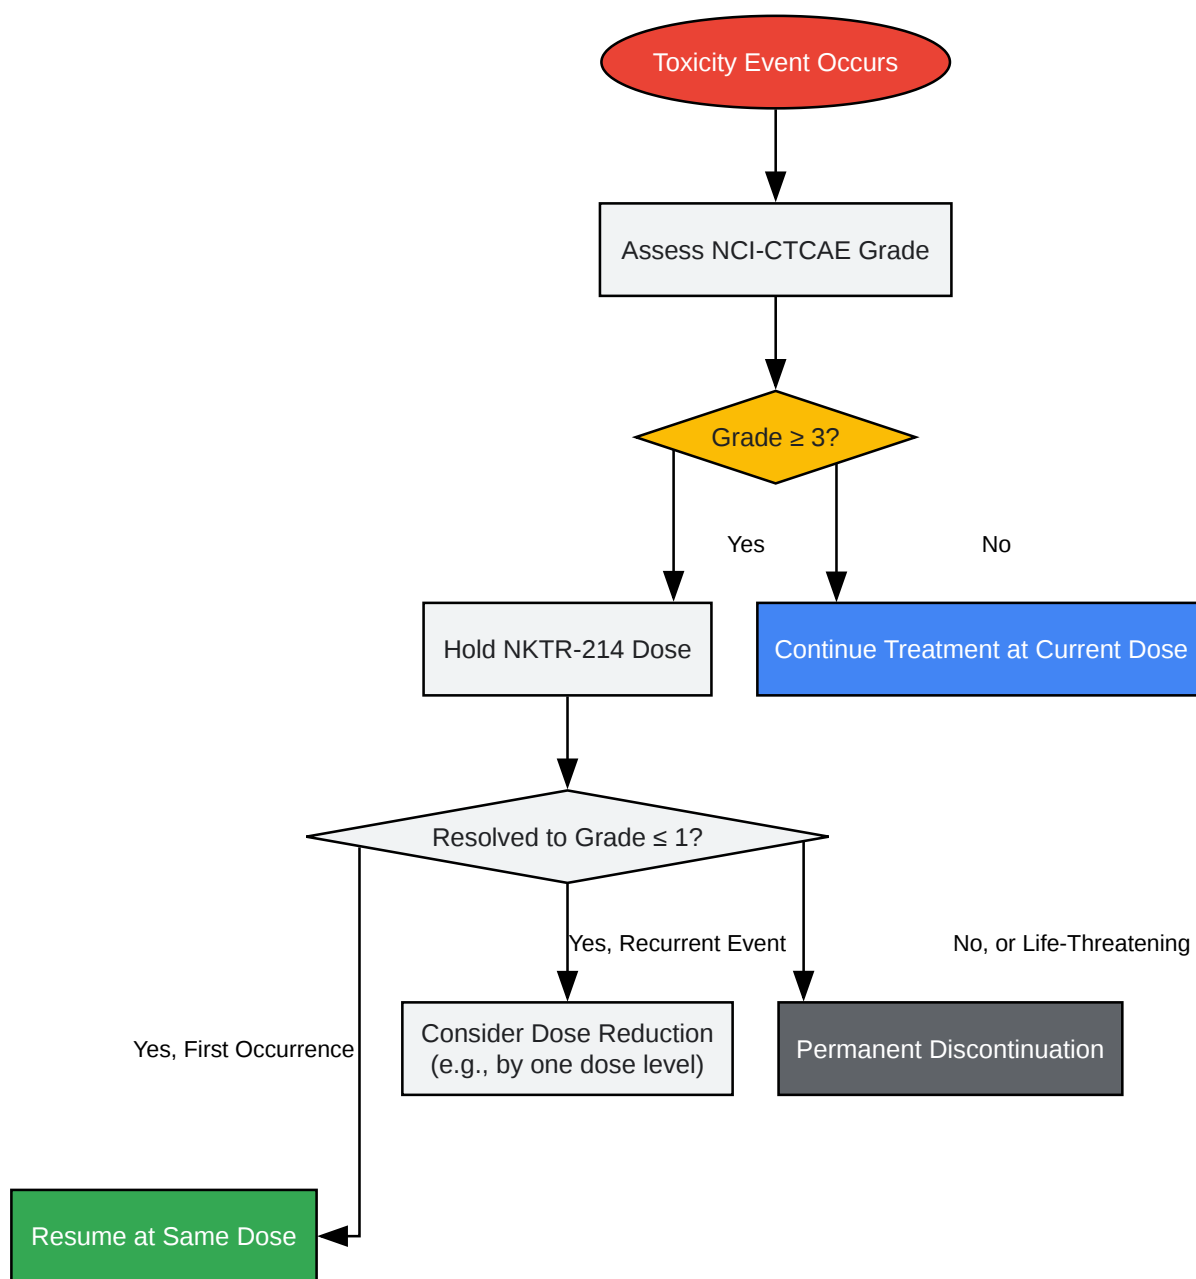 Toxicity Event Occurs
Assess NCI-CTCAE Grade
Grade ≥ 3?
Yes
No
Hold NKTR-214 Dose
Continue Treatment at Current Dose
Resolved to Grade ≤ 1?
Yes, Recurrent Event
No, or Life-Threatening
Consider Dose Reduction
(e.g., by one dose level)
Permanent Discontinuation
Yes, First Occurrence
Resume at Same Dose